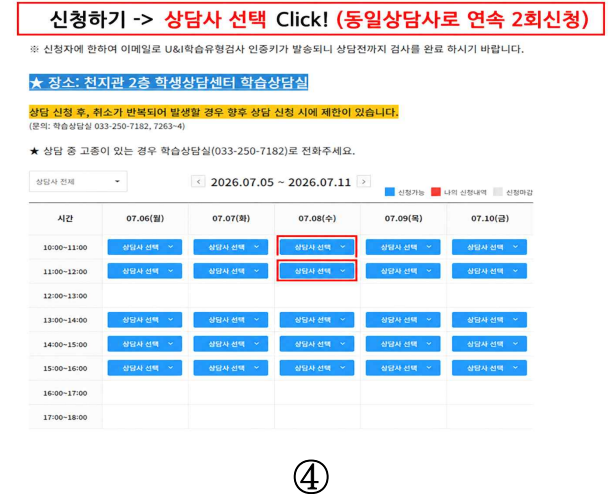 신청하기 -> 상담사 선택 Click! (동일상담사로 연속 2회신청)
※ 신청자에 한하여 이메일로 U&I학습유형검사 인증키가 발송되니 상담전까지 검사를 완료 하시기 바랍니다.
★ 장소: 천지관 2층 학생상담센터 학습상담실
상담 신청 후, 취소가 반복되어 발생할 경우 향후 상담 신청 시에 제한이 있습니다.
(문의: 학습상담실 033-250-7182, 7263~4)
★ 상담 중 고종이 있는 경우 학습상담실(033-250-7182)로 전화주세요.
상담사 전체 < 2026.07.05 ~ 2026.07.11 >
신청가능 나의 신청내역 신청마감
시간 07.06(월) 07.07(화) 07.08(수) 07.09(목) 07.10(금)
10:00~11:00 상담사 선택 상담사 선택 상담사 선택 상담사 선택 상담사 선택
11:00~12:00 상담사 선택 상담사 선택 상담사 선택 상담사 선택 상담사 선택
12:00~13:00
13:00~14:00 상담사 선택 상담사 선택 상담사 선택 상담사 선택 상담사 선택
14:00~15:00 상담사 선택 상담사 선택 상담사 선택 상담사 선택 상담사 선택
15:00~16:00 상담사 선택 상담사 선택 상담사 선택 상담사 선택 상담사 선택
16:00~17:00
17:00~18:00
④